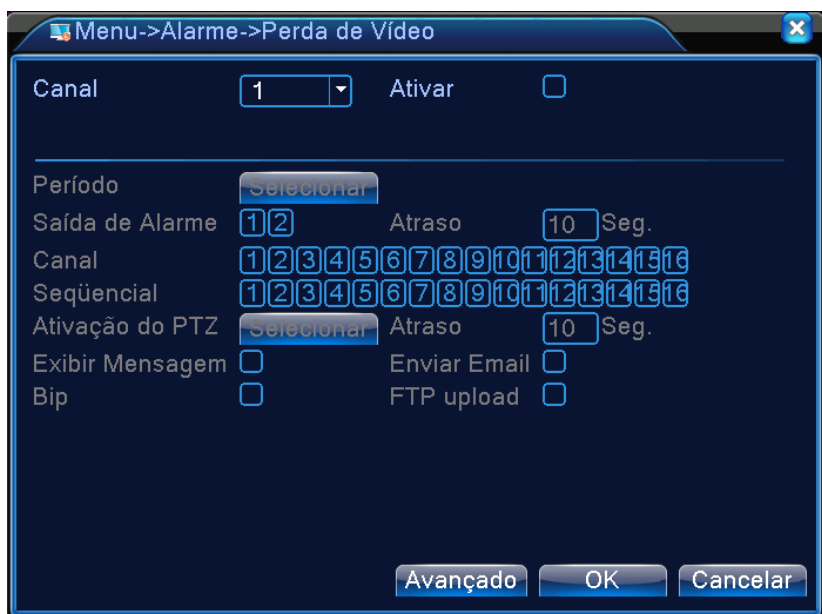 Menu->Alarme->Perda de Vídeo
Canal 1 Ativar
Período Selecionar
Saída de Alarme 1 2 Atraso 10 Seg.
Canal 1 2 3 4 5 6 7 8 9 10 11 12 13 14 15 16
Seqüencial 1 2 3 4 5 6 7 8 9 10 11 12 13 14 15 16
Ativação do PTZ Selecionar Atraso 10 Seg.
Exibir Mensagem Enviar Email
Bip FTP upload
Avançado OK Cancelar